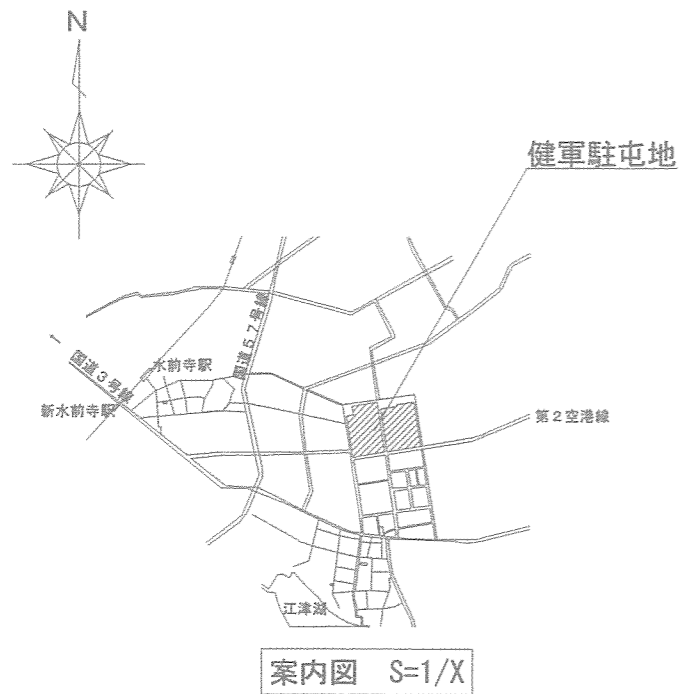 N
健軍駐屯地
国道57号線
水前寺駅
国道3号線
新水前寺駅
第2空港線
江津湖
案内図 S=1/X